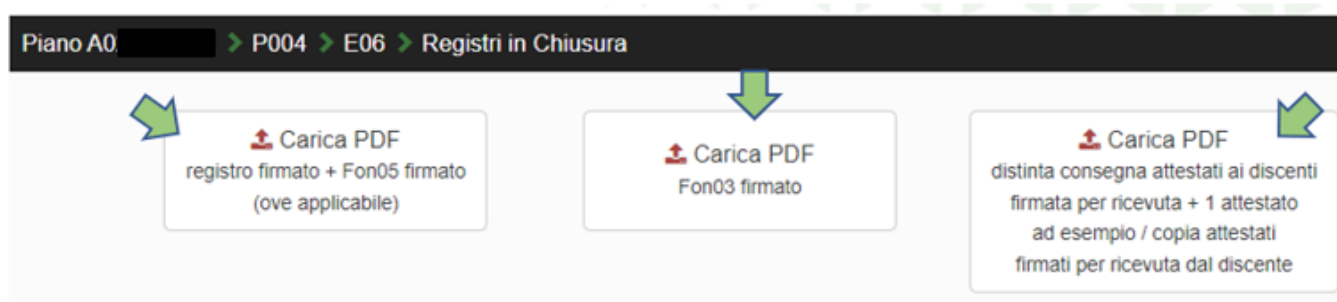 Piano A0 > P004 > E06 > Registri in Chiusura
Carica PDF
registro firmato + Fon05 firmato
(ove applicabile)
Carica PDF
Fon03 firmato
Carica PDF
distinta consegna attestati ai discenti
firmata per ricevuta + 1 attestato
ad esempio / copia attestati
firmati per ricevuta dal discente